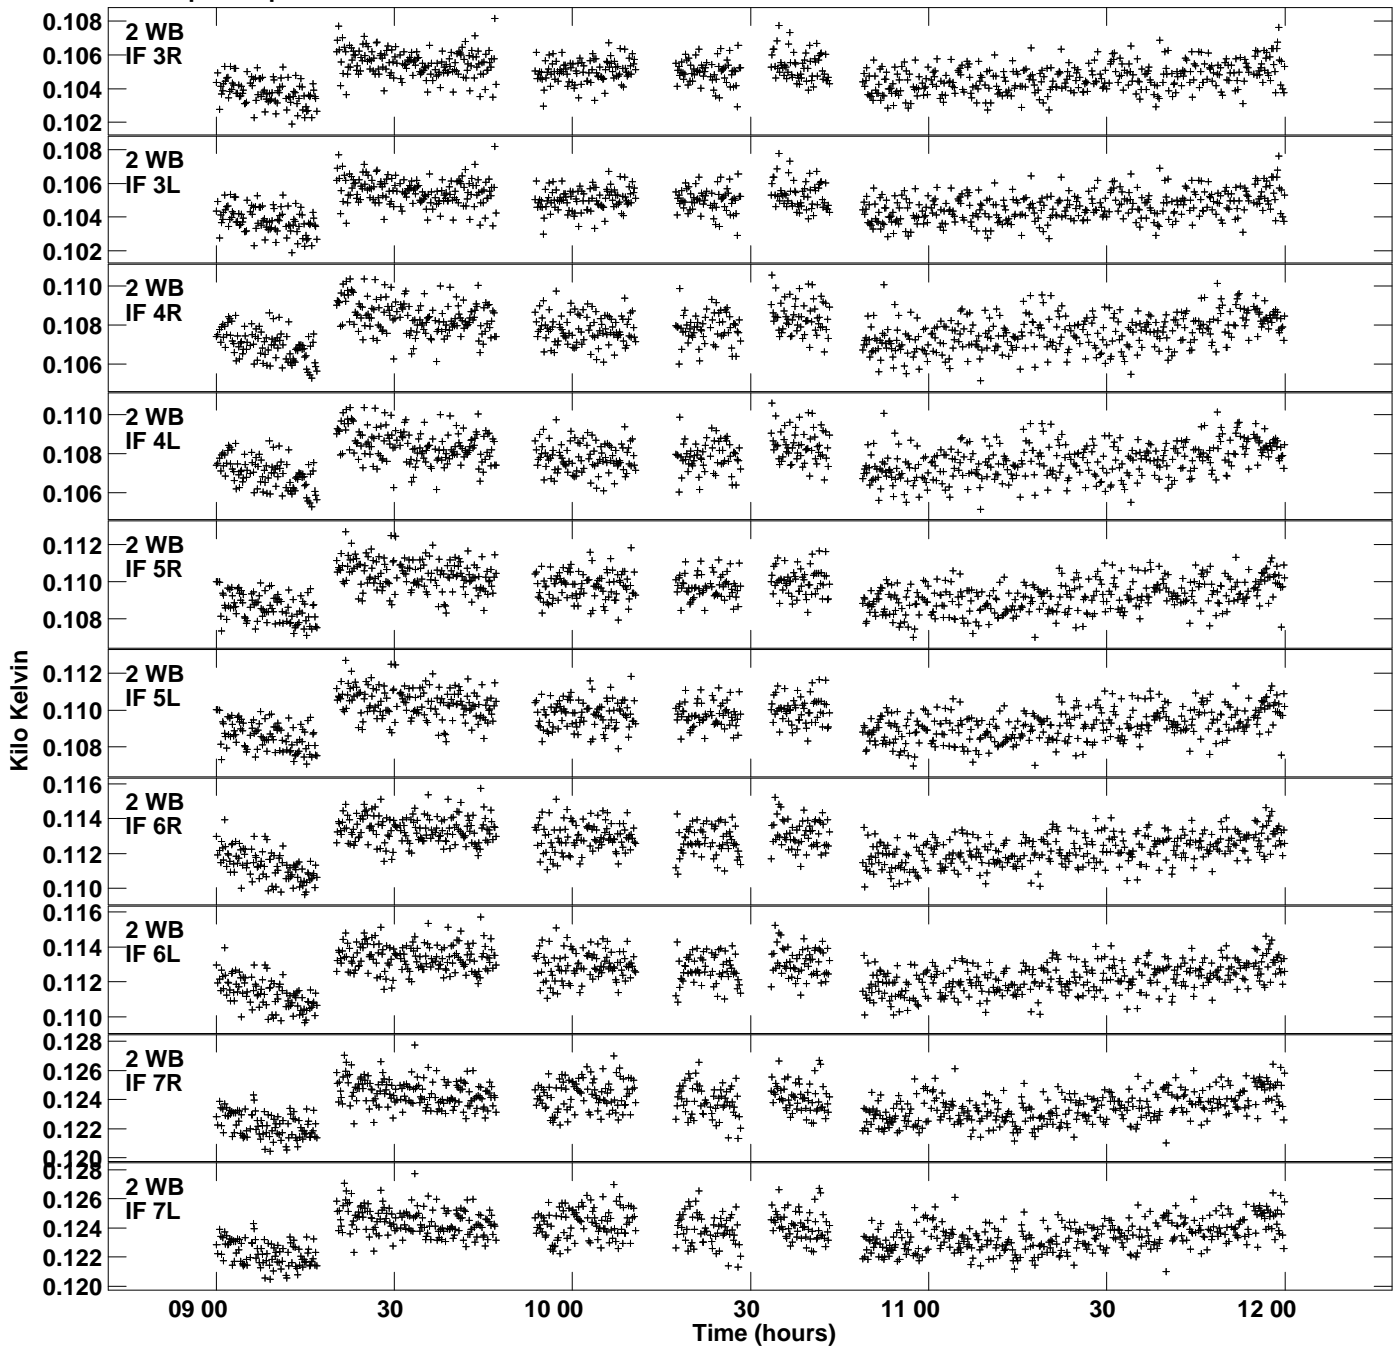 0.108
0.106
0.104
0.102
2 WB
IF 3R
0.108
0.106
0.104
0.102
2 WB
IF 3L
0.110
0.108
0.106
2 WB
IF 4R
0.110
0.108
0.106
2 WB
IF 4L
0.112
0.110
0.108
2 WB
IF 5R
0.112
0.110
0.108
2 WB
IF 5L
0.116
0.114
0.112
0.110
2 WB
IF 6R
0.116
0.114
0.112
0.110
2 WB
IF 6L
0.128
0.126
0.124
0.122
0.120
2 WB
IF 7R
0.128
0.126
0.124
0.122
0.120
2 WB
IF 7L
Kilo Kelvin
09 00 30 10 00 30 11 00 30 12 00
Time (hours)